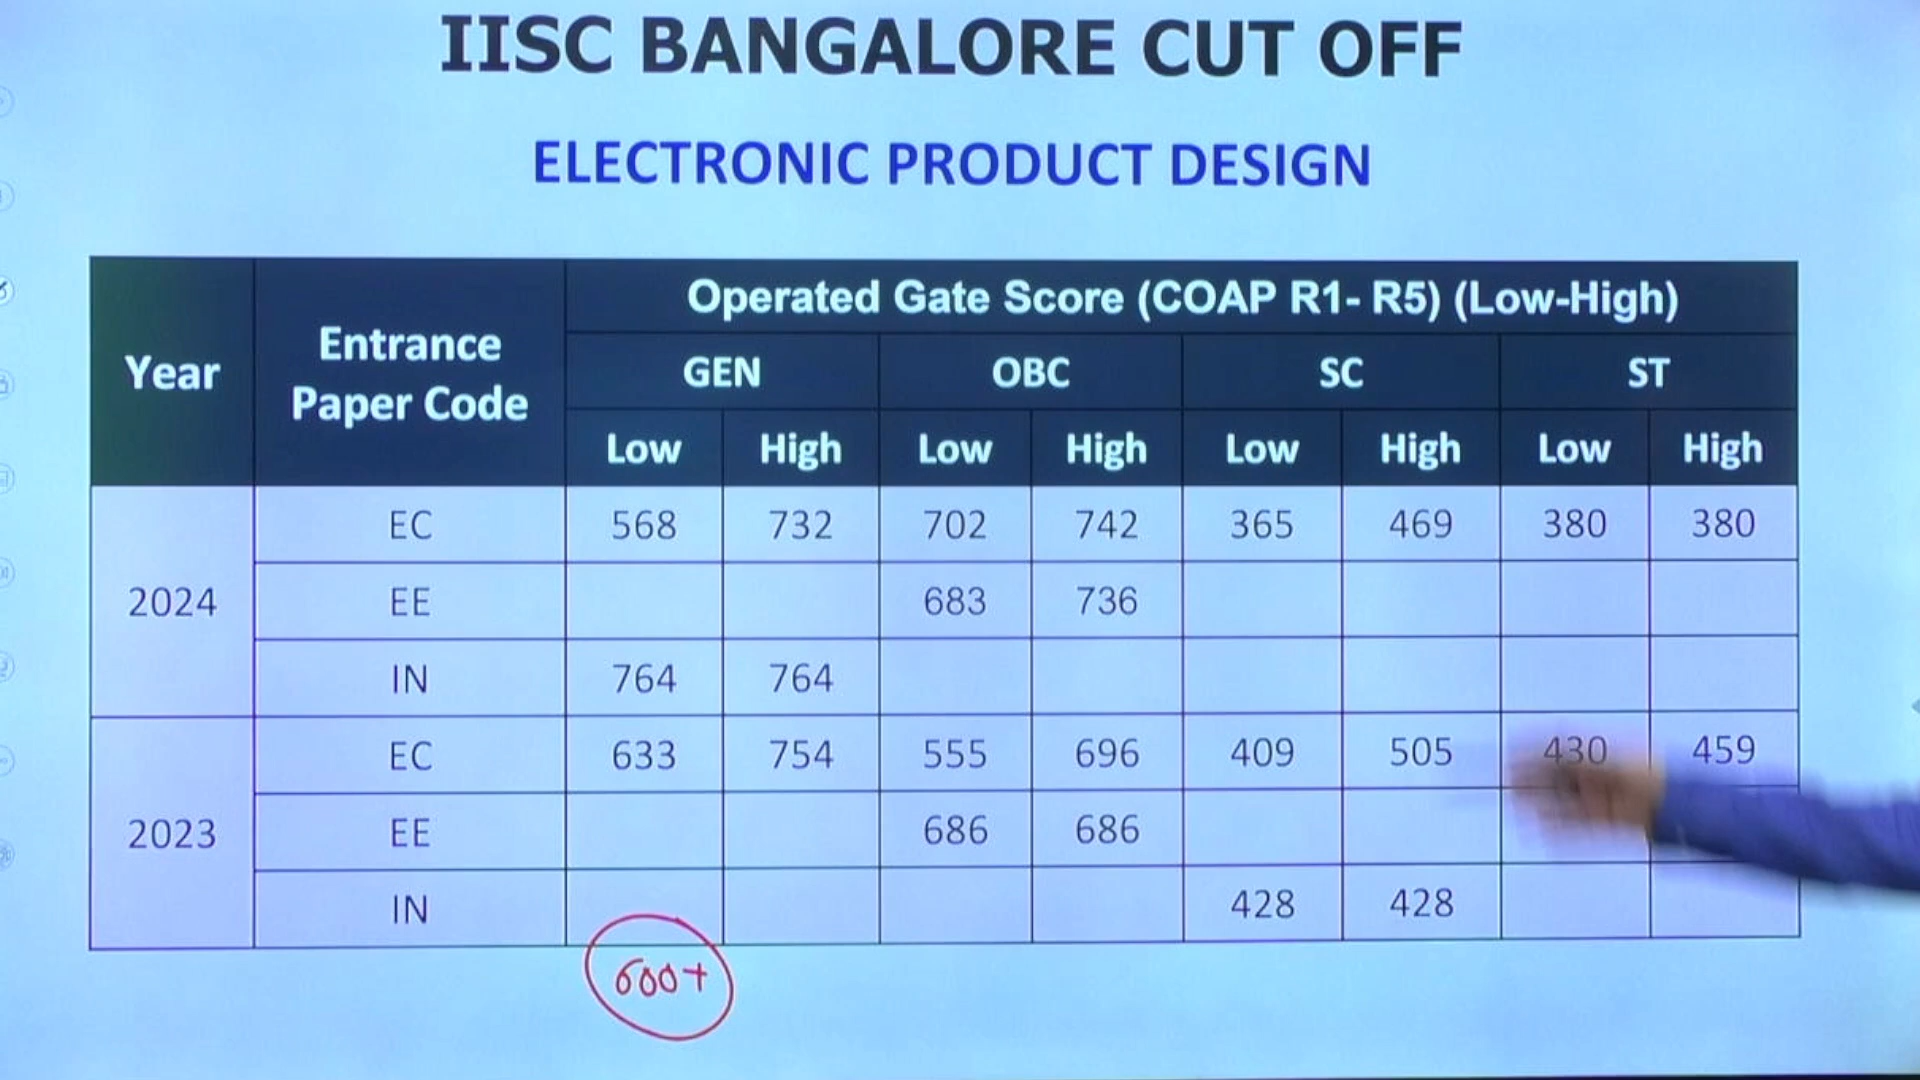 IISC BANGALORE CUT OFF
ELECTRONIC PRODUCT DESIGN
Year Entrance Paper Code Operated Gate Score (COAP R1- R5) (Low-High)
GEN OBC SC ST
Low High Low High Low High Low High
2024 EC 568 732 702 742 365 469 380 380
EE 683 736
IN 764 764
2023 EC 633 754 555 696 409 505 430 459
EE 686 686
IN 428 428
600+